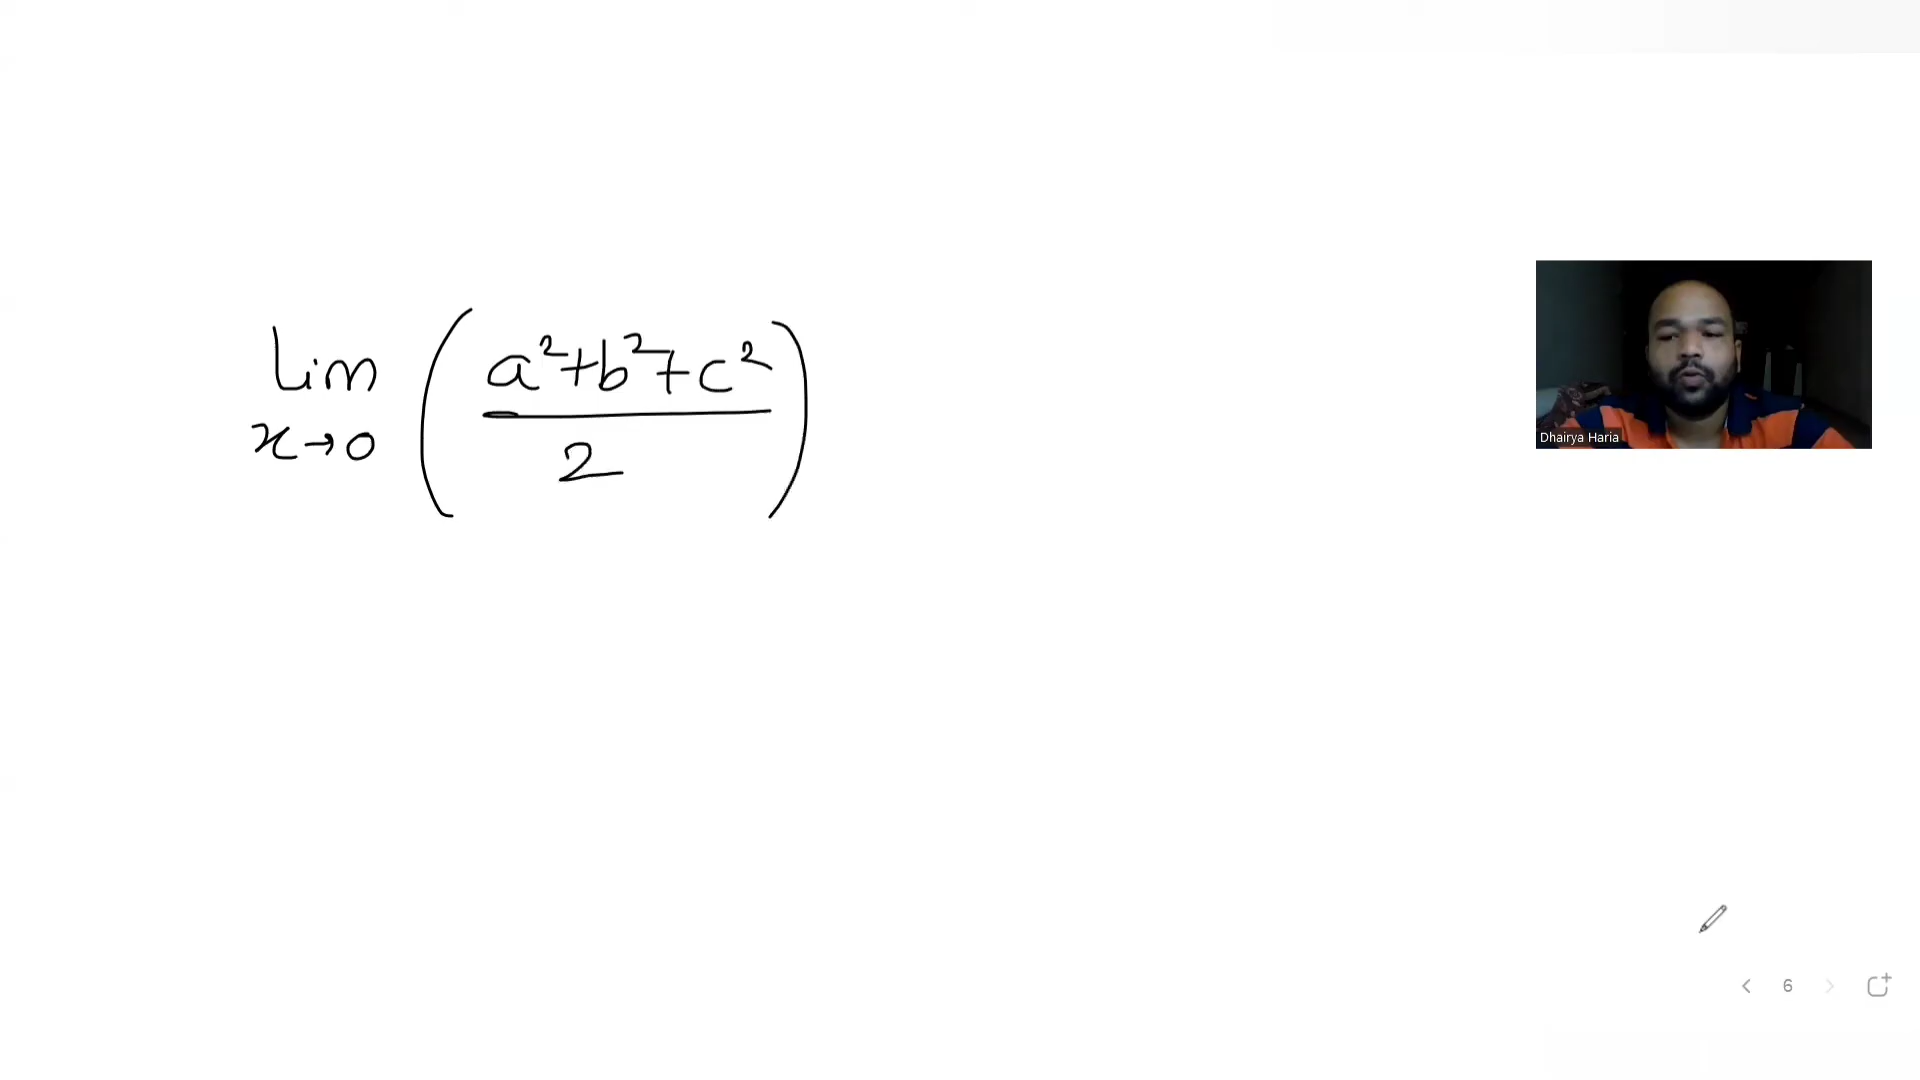 lim x→0 ( a²+b²+c² / 2 )
Dhairya Haria
6